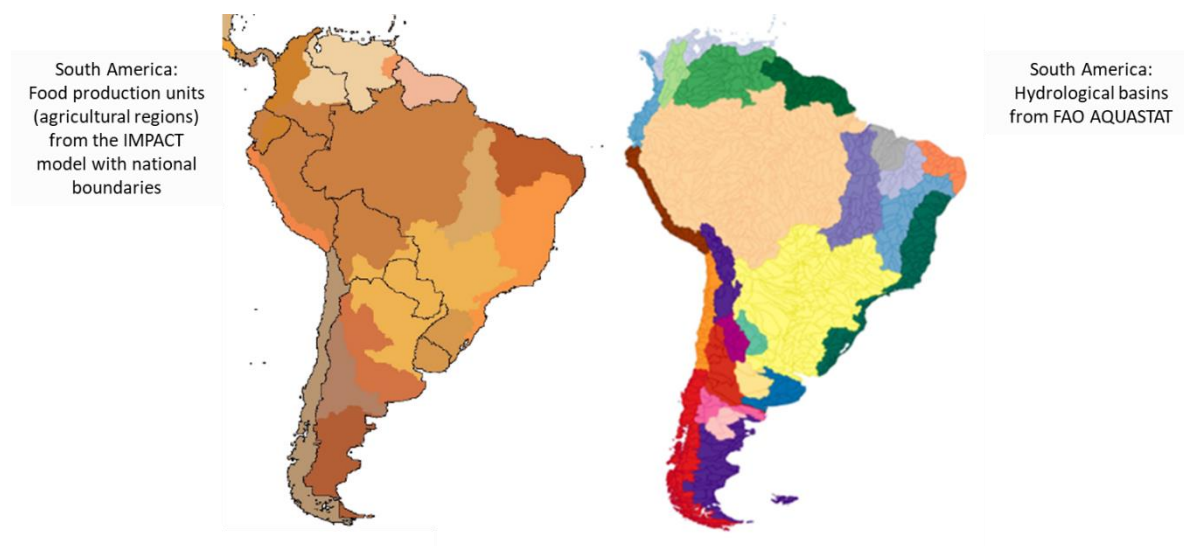 South America:
Food production units
(agricultural regions)
from the IMPACT
model with national
boundaries
South America:
Hydrological basins
from FAO AQUASTAT